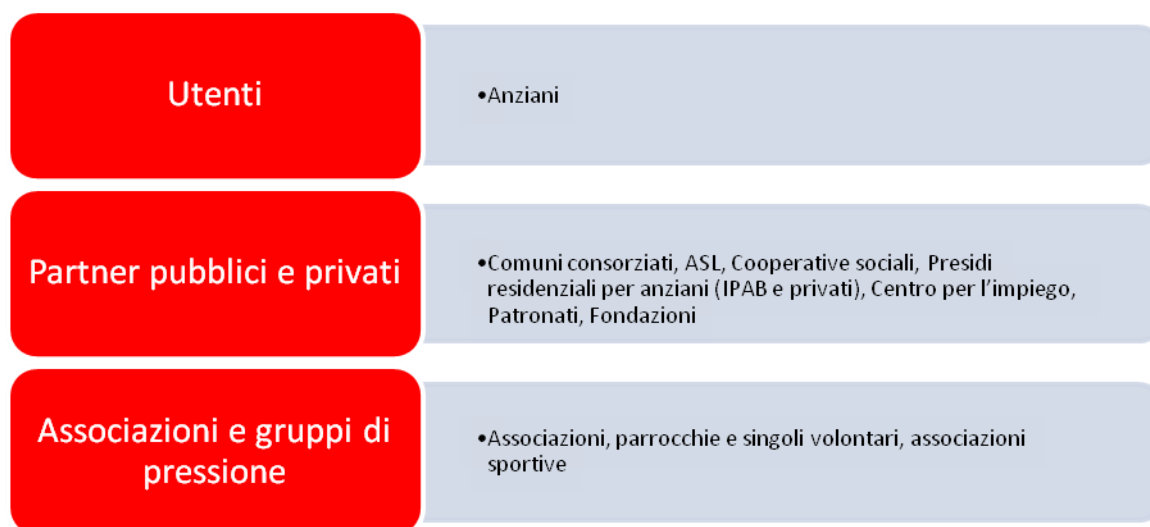 Utenti
•Anziani
Partner pubblici e privati
•Comuni consorziati, ASL, Cooperative sociali, Presidi
residenziali per anziani (IPAB e privati), Centro per l’impiego,
Patronati, Fondazioni
Associazioni e gruppi di
pressione
•Associazioni, parrocchie e singoli volontari, associazioni
sportive